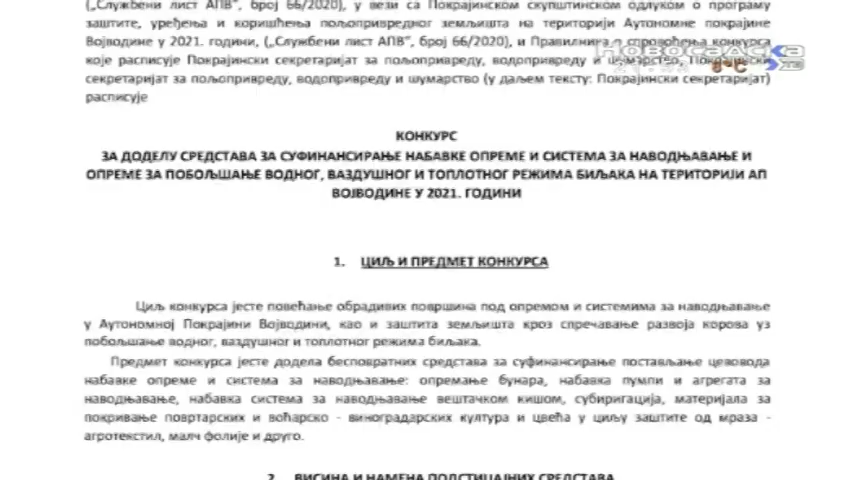 („Службени лист АПВ", број 66/2020), у вези са Покрајинском скупштинском одлуком о програму
заштите, уређења и коришћења пољопривредног земљишта на територији Аутономне покрајине
Војводине у 2021. години, („Службени лист АПВ", број 66/2020), и Правилника о спровођења конкурса
које расписује Покрајински секретаријат за пољопривреду, водопривреду и шумарство, Покрајински
секретаријат за пољопривреду, водопривреду и шумарство (у даљем тексту: Покрајински секретаријат)
расписује
НОВОСАДСКА
8°C
КОНКУРС
ЗА ДОДЕЛУ СРЕДСТАВА ЗА СУФИНАНСИРАЊЕ НАБАВКЕ ОПРЕМЕ И СИСТЕМА ЗА НАВОДЊАВАЊЕ И
ОПРЕМЕ ЗА ПОБОЉШАЊЕ ВОДНОГ, ВАЗДУШНОГ И ТОПЛОТНОГ РЕЖИМА БИЉАКА НА ТЕРИТОРИЈИ АП
ВОЈВОДИНЕ У 2021. ГОДИНИ
1. ЦИЉ И ПРЕДМЕТ КОНКУРСА
Циљ конкурса јесте повећање обрадивих површина под опремом и системима за наводњавање
у Аутономној Покрајини Војводини, као и заштита земљишта кроз спречавање развоја корова уз
побољшање водног, ваздушног и топлотног режима биљака.
Предмет конкурса јесте додела бесповратних средстава за суфинансирање постављање цевовода
набавке опреме и система за наводњавање: опремање бунара, набавка пумпи и агрегата за
наводњавање, набавка система за наводњавање вештачком кишом, субиригација, материјала за
покривање повртарских и воћарско - виноградарских култура и цвећа у циљу заштите од мраза -
агротекстил, малч фолије и друго.
2. ВИСИНА И НАМЕНА ПОДСТИЦАЈНИХ СРЕДСТАВА